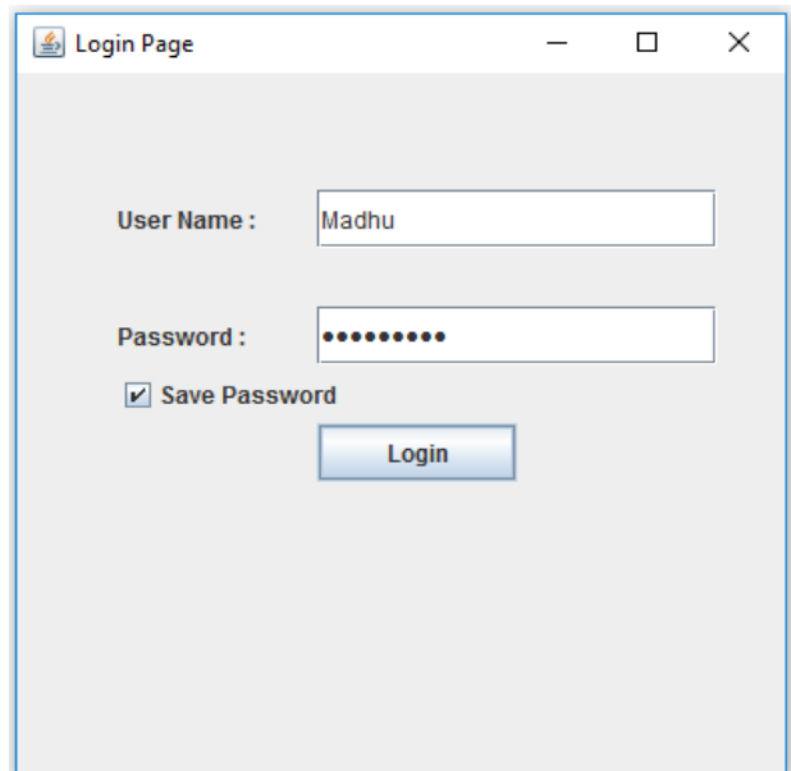 Login Page
User Name : Madhu
Password : •••••••••
Save Password
Login